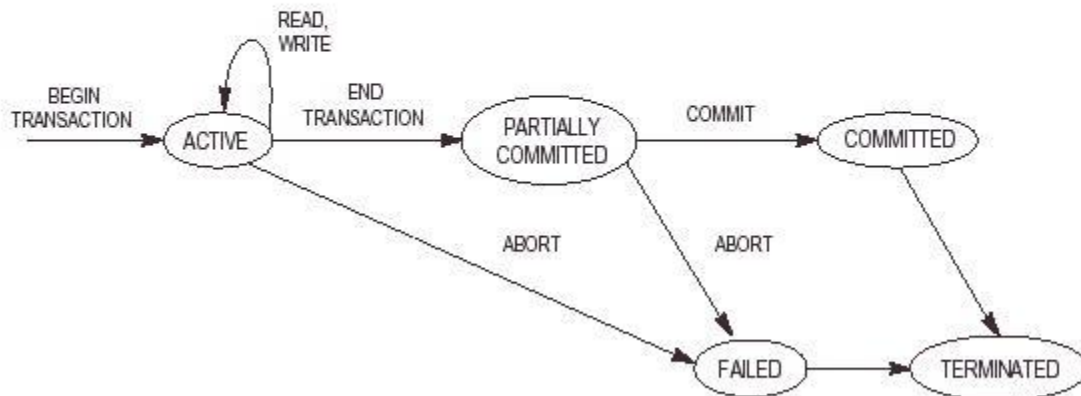 READ,
WRITE
BEGIN
TRANSACTION
END
TRANSACTION
ACTIVE
PARTIALLY
COMMITTED
COMMIT
COMMITTED
ABORT
ABORT
FAILED
TERMINATED